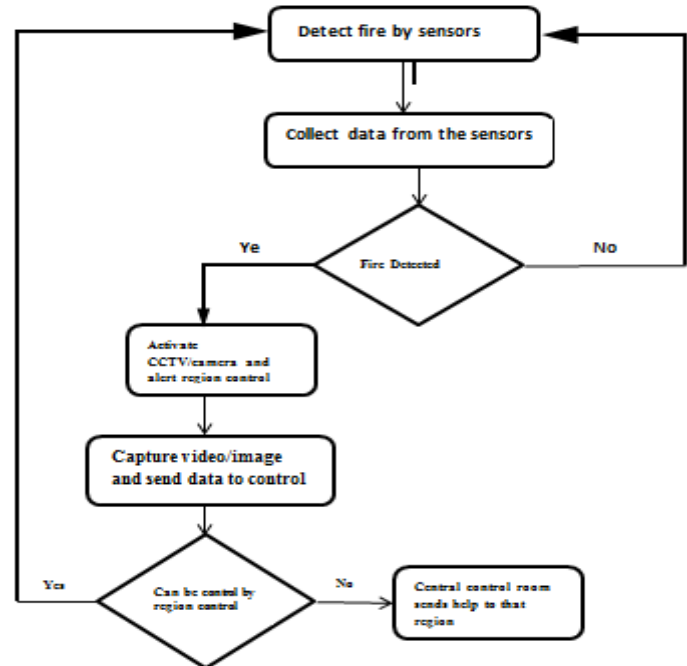 Detect fire by sensors
Collect data from the sensors
Ye
No
Fire Detected
Activate
CCTV/camera and
alert region control
Capture video/image
and send data to control
Yes
Can be control by
region control
No
Central control room
sends help to that
region